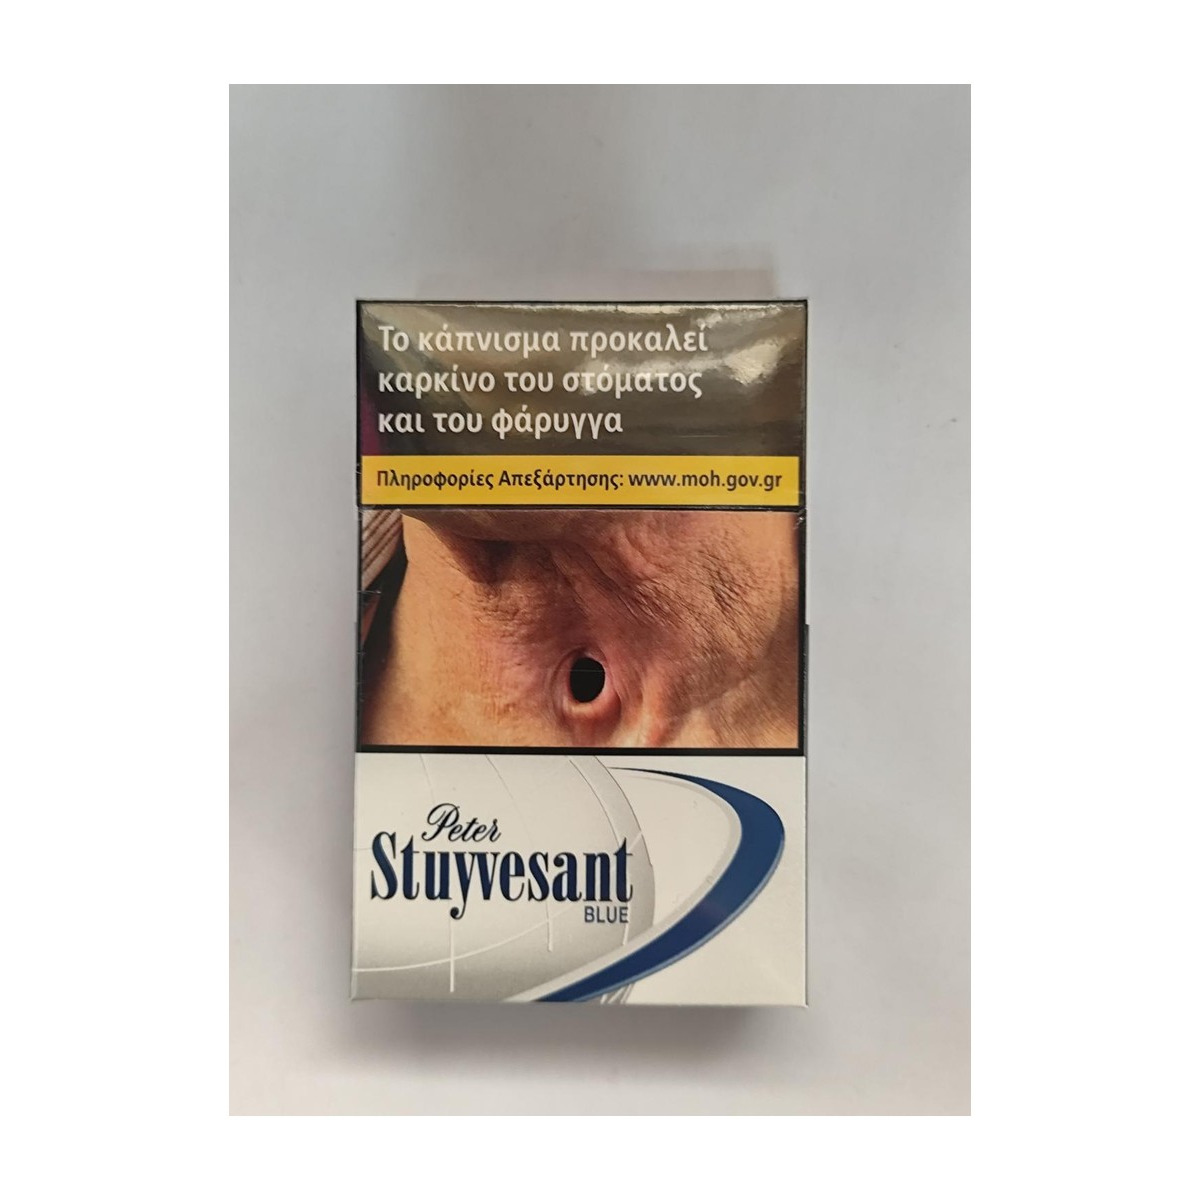 Το κάπνισμα προκαλεί
καρκίνο του στόματος
και του φάρυγγα
Πληροφορίες Απεξάρτησης: www.moh.gov.gr
Peter
Stuyvesant
BLUE